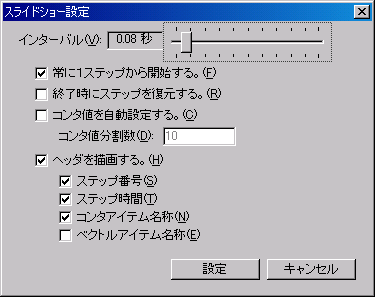 スライドショー設定
インターバル(V): 0.08 秒
常に1ステップから開始する。(F)
終了時にステップを復元する。(R)
コンタ値を自動設定する。(C)
コンタ値分割数(D): 10
ヘッダを描画する。(H)
ステップ番号(S)
ステップ時間(T)
コンタアイテム名称(N)
ベクトルアイテム名称(E)
設定 キャンセル